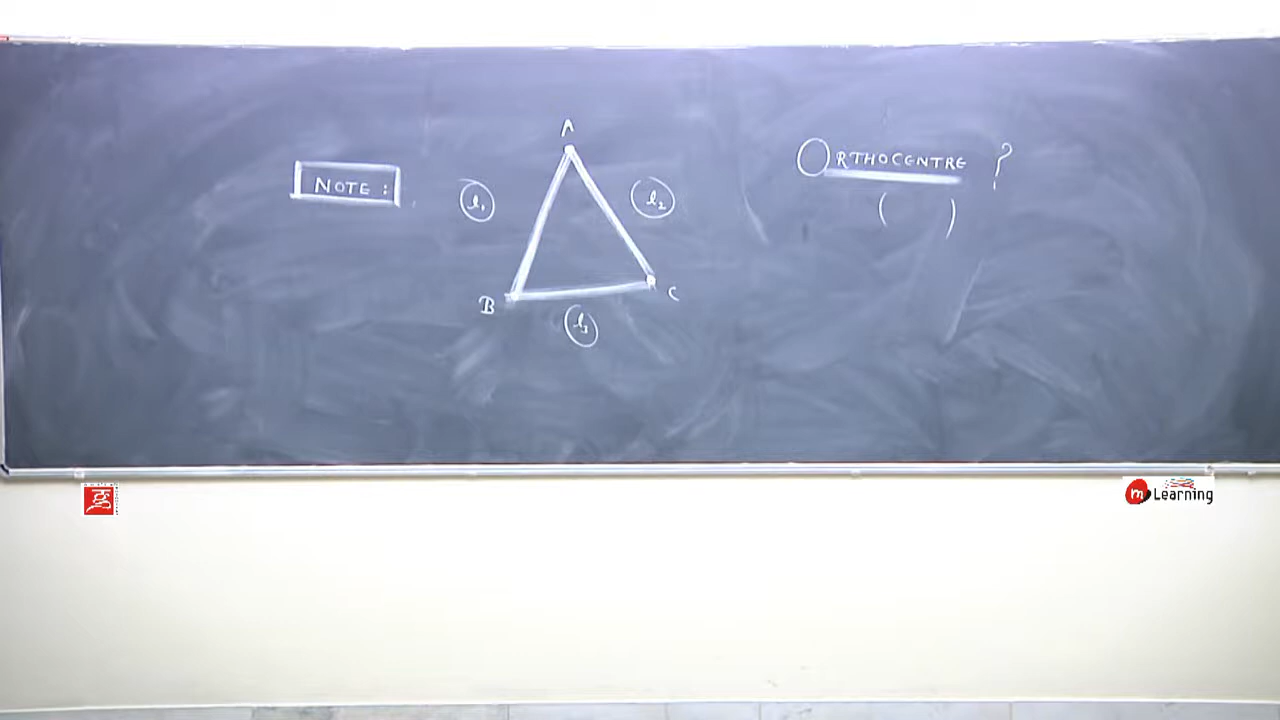 NOTE :
A
l₁
l₂
B
C
l₃
ORTHOCENTRE ?
( )
m Learning